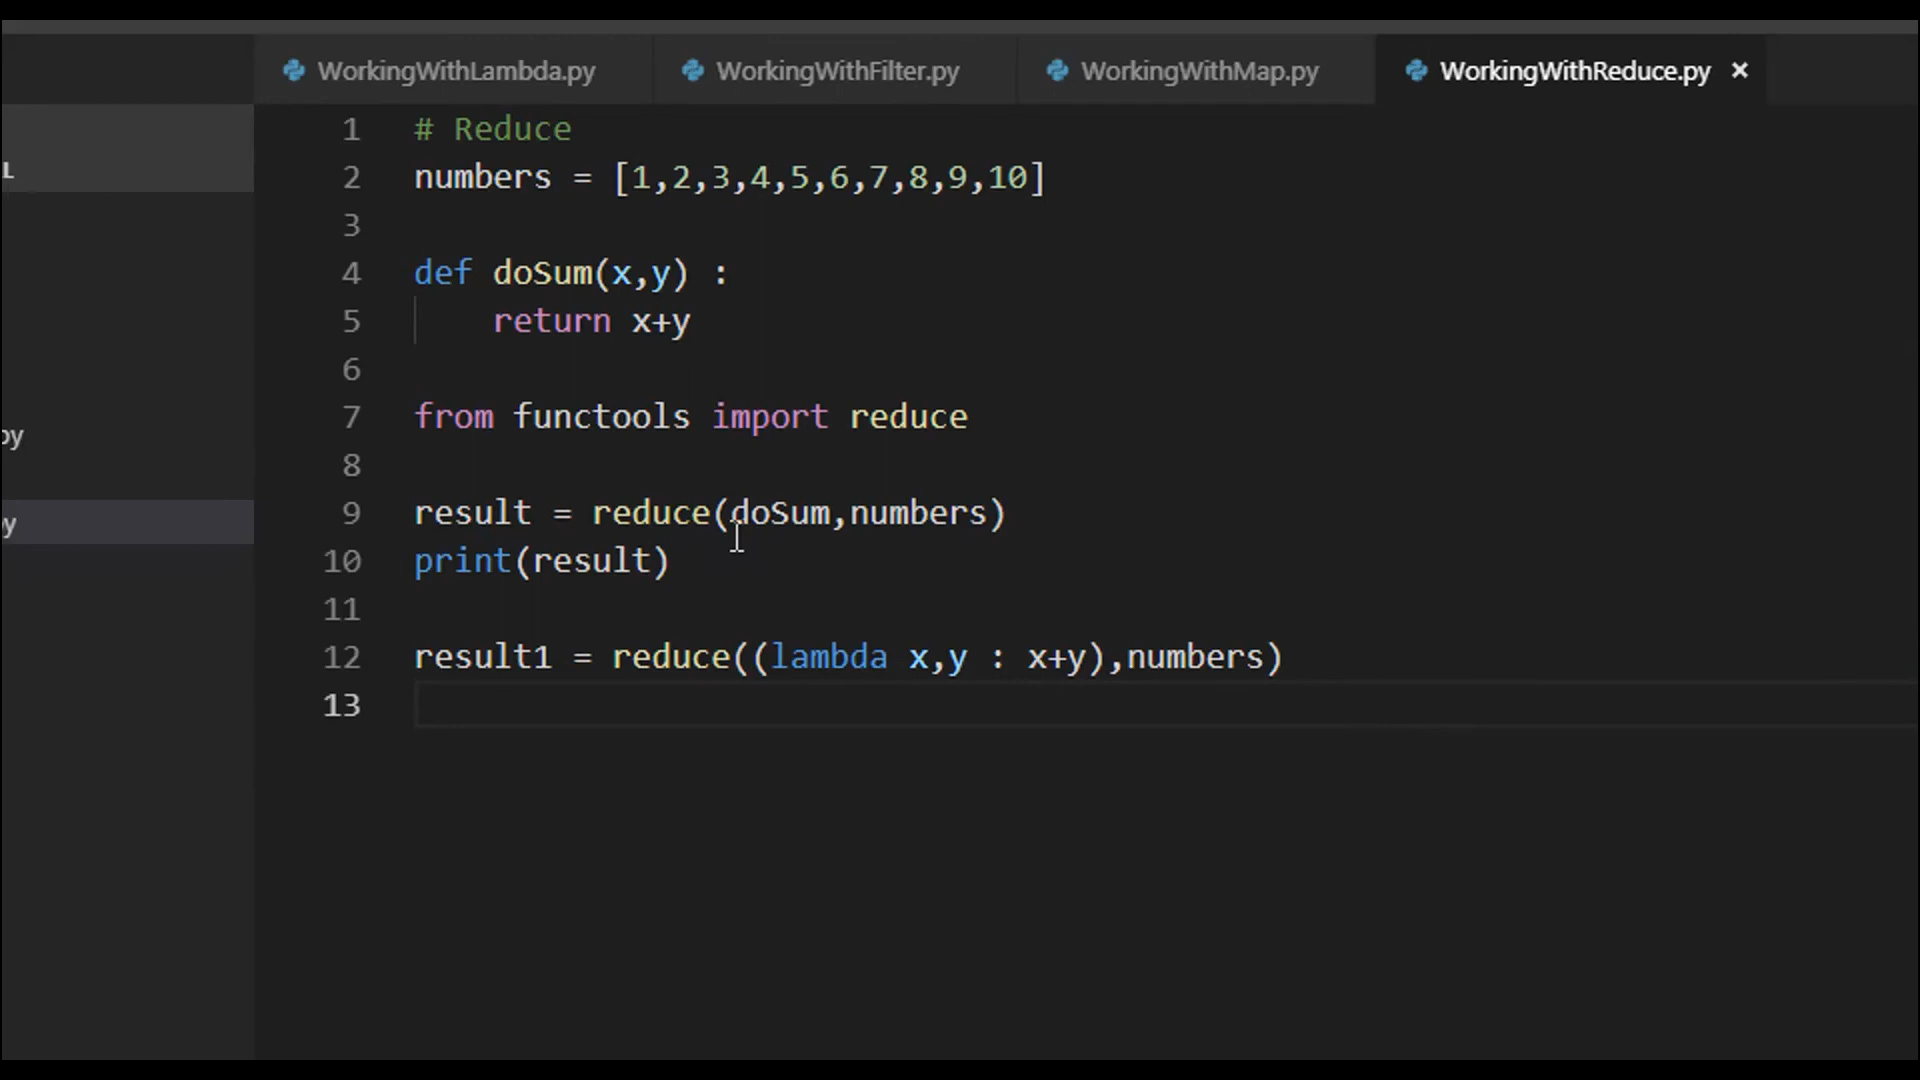 WorkingWithLambda.py WorkingWithFilter.py WorkingWithMap.py WorkingWithReduce.py ×
L
py
y
1 # Reduce
2 numbers = [1,2,3,4,5,6,7,8,9,10]
3
4 def doSum(x,y) :
5     return x+y
6
7 from functools import reduce
8
9 result = reduce(doSum,numbers)
10 print(result)
11
12 result1 = reduce((lambda x,y : x+y),numbers)
13